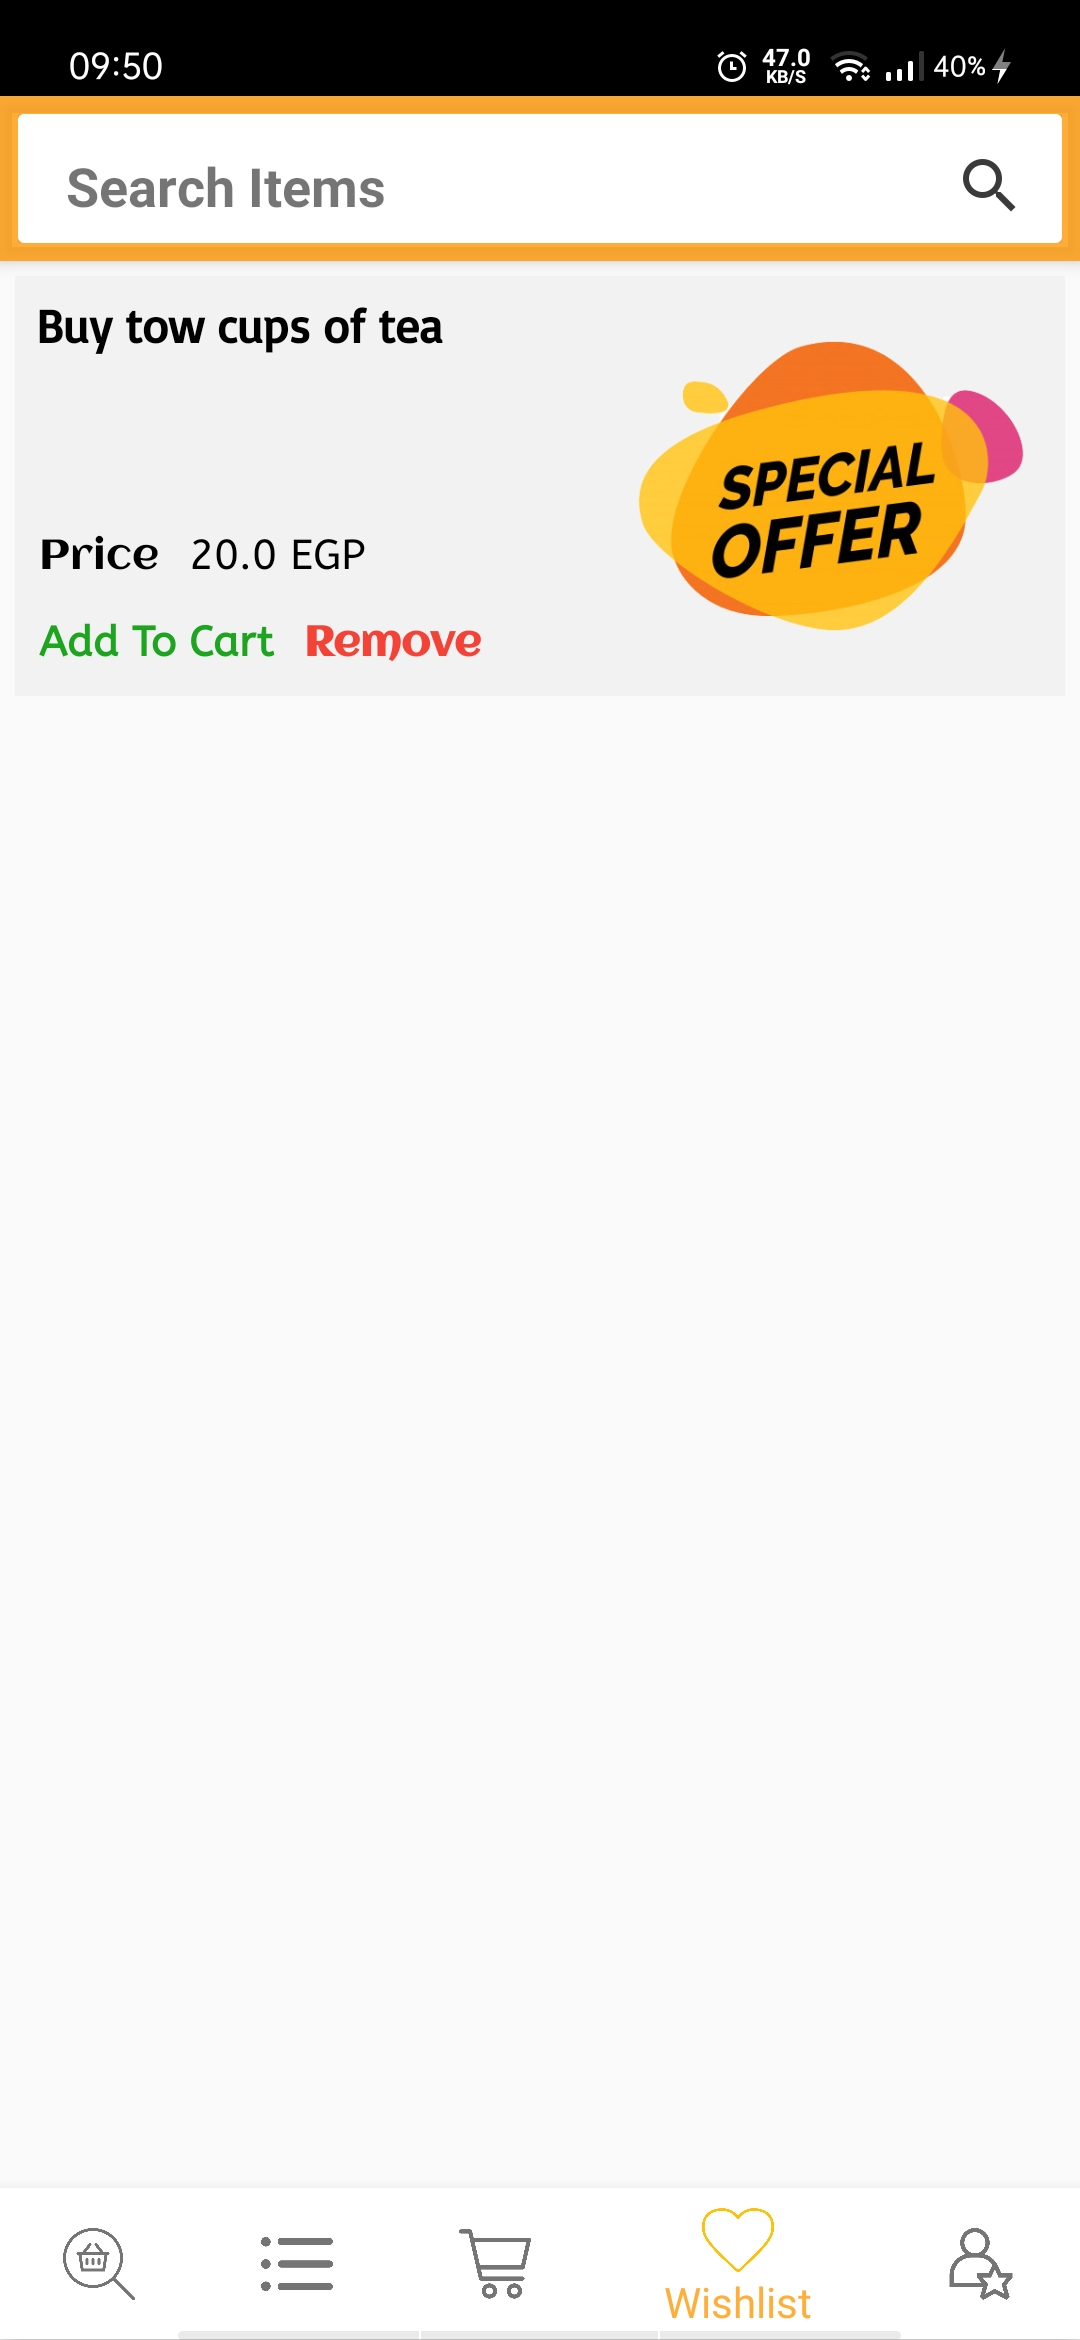 09:50
47.0
KB/S
40%
Search Items
Buy tow cups of tea
SPECIAL
OFFER
Price 20.0 EGP
Add To Cart Remove
Wishlist